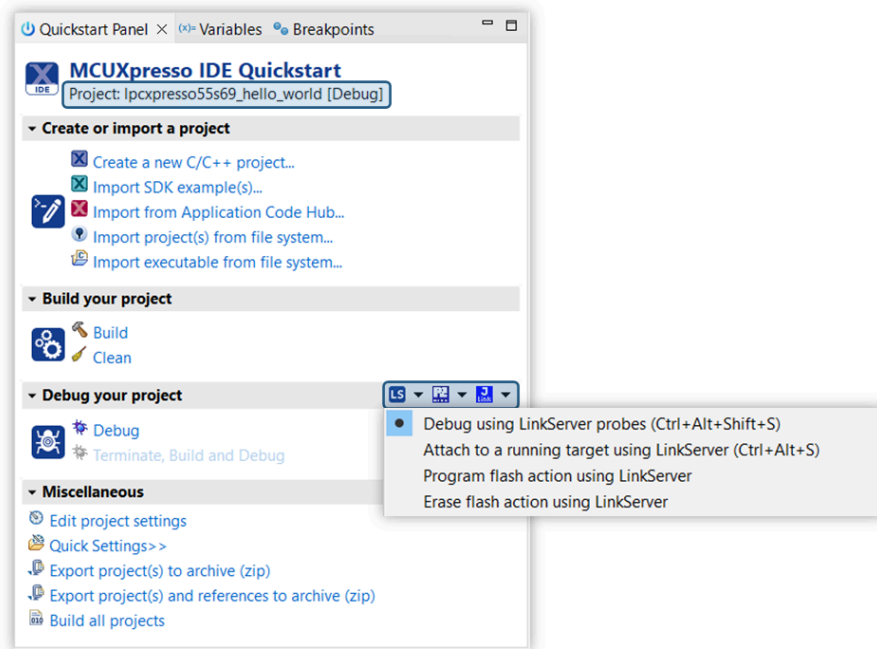 Quickstart Panel (x)= Variables Breakpoints
MCUXpresso IDE Quickstart
IDE
Project: lpcxpresso55s69_hello_world [Debug]
Create or import a project
Create a new C/C++ project...
Import SDK example(s)...
Import from Application Code Hub...
Import project(s) from file system...
Import executable from file system...
Build your project
Build
Clean
Debug your project LS J Link
Debug using LinkServer probes (Ctrl+Alt+Shift+S)
Debug
Attach to a running target using LinkServer (Ctrl+Alt+S)
Terminate, Build and Debug
Program flash action using LinkServer
Miscellaneous
Erase flash action using LinkServer
Edit project settings
Quick Settings>>
Export project(s) to archive (zip)
Export project(s) and references to archive (zip)
010 Build all projects